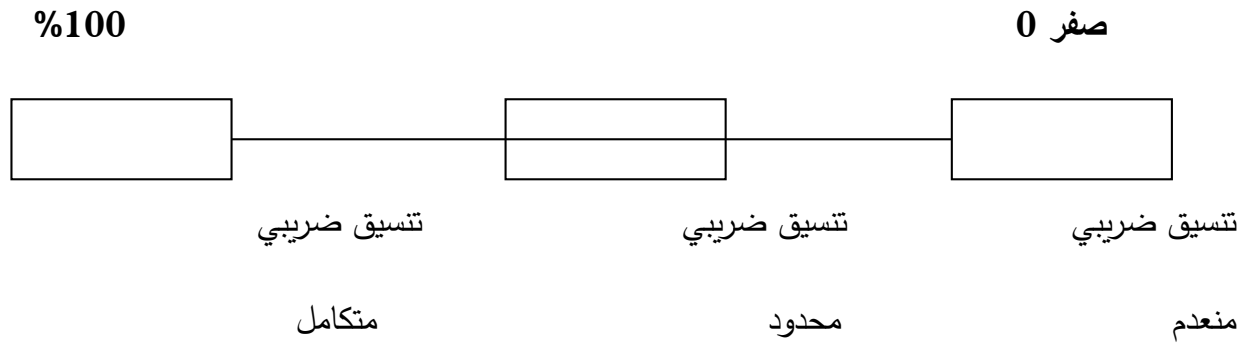 صفر 0 %100
تنسيق ضريبي تنسيق ضريبي تنسيق ضريبي
منعدم محدود متكامل